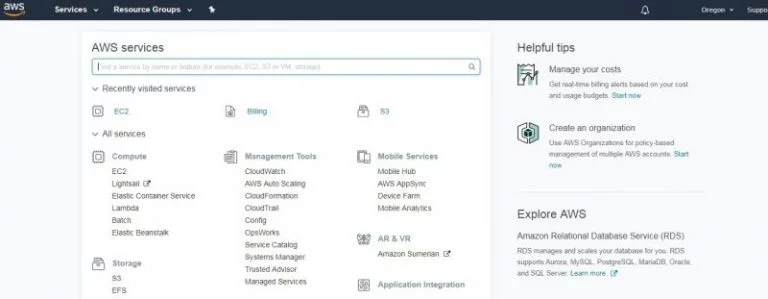 aws
Services
Resource Groups
Oregon
Suppo
AWS services
Find a service by name or feature (for example, EC2, S3 or VM, storage).
Recently visited services
EC2
Billing
S3
All services
Compute
EC2
Lightsail
Elastic Container Service
Lambda
Batch
Elastic Beanstalk
Storage
S3
EFS
Management Tools
CloudWatch
AWS Auto Scaling
CloudFormation
CloudTrail
Config
OpsWorks
Service Catalog
Systems Manager
Trusted Advisor
Managed Services
Mobile Services
Mobile Hub
AWS AppSync
Device Farm
Mobile Analytics
AR & VR
Amazon Sumerian
Application Integration
Helpful tips
Manage your costs
Get real-time billing alerts based on your cost
and usage budgets. Start now
Create an organization
Use AWS Organizations for policy-based
management of multiple AWS accounts. Start
now
Explore AWS
Amazon Relational Database Service (RDS)
RDS manages and scales your database for you. RDS
supports Aurora, MySQL, PostgreSQL, MariaDB, Oracle,
and SQL Server. Learn more